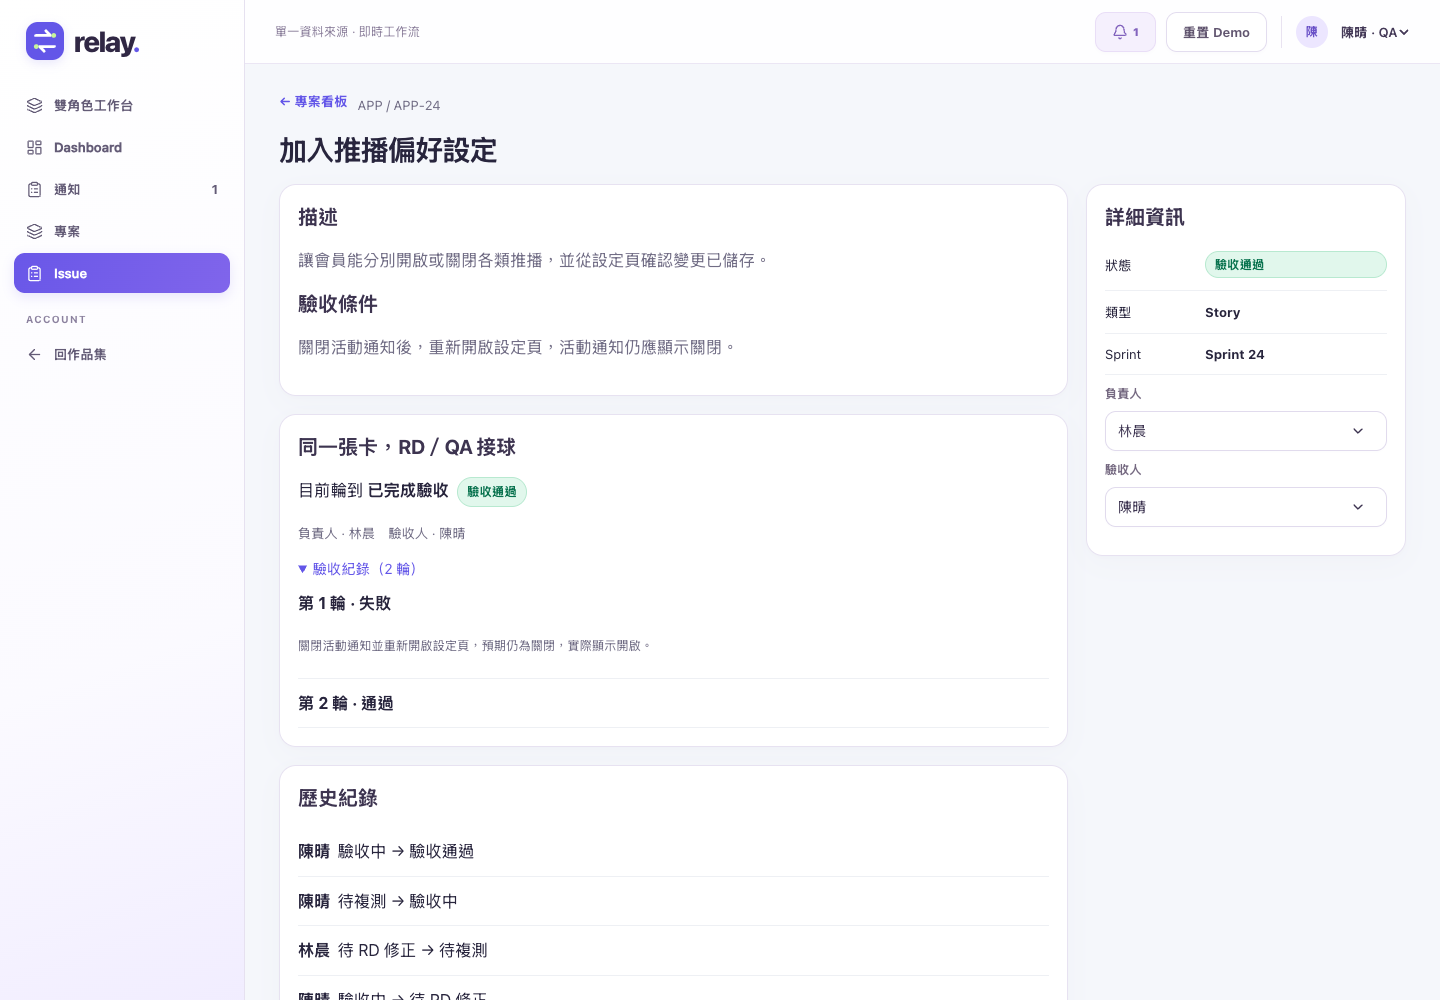 relay.
雙角色工作台
Dashboard
通知 1
專案
Issue
ACCOUNT
回作品集
單一資料來源 · 即時工作流
1
重置 Demo
陳
陳晴 · QA
← 專案看板 APP / APP-24
加入推播偏好設定
描述
讓會員能分別開啟或關閉各類推播，並從設定頁確認變更已儲存。
驗收條件
關閉活動通知後，重新開啟設定頁，活動通知仍應顯示關閉。
同一張卡，RD / QA 接球
目前輪到 已完成驗收 驗收通過
負責人 · 林晨 驗收人 · 陳晴
▼ 驗收紀錄（2 輪）
第 1 輪 · 失敗
關閉活動通知並重新開啟設定頁，預期仍為關閉，實際顯示開啟。
第 2 輪 · 通過
歷史紀錄
陳晴 驗收中 → 驗收通過
陳晴 待複測 → 驗收中
林晨 待 RD 修正 → 待複測
陳晴 驗收中 → 待 RD 修正
詳細資訊
狀態 驗收通過
類型 Story
Sprint Sprint 24
負責人
林晨
驗收人
陳晴